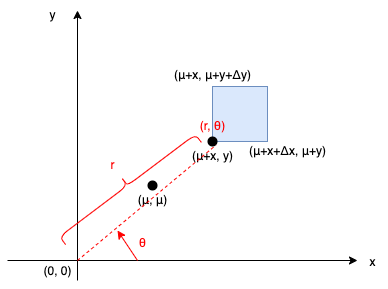 y
(μ+x, μ+y+Δy)
(r, θ)
(μ+x, y)
(μ+x+Δx, μ+y)
r
(μ, μ)
θ
(0, 0)
x